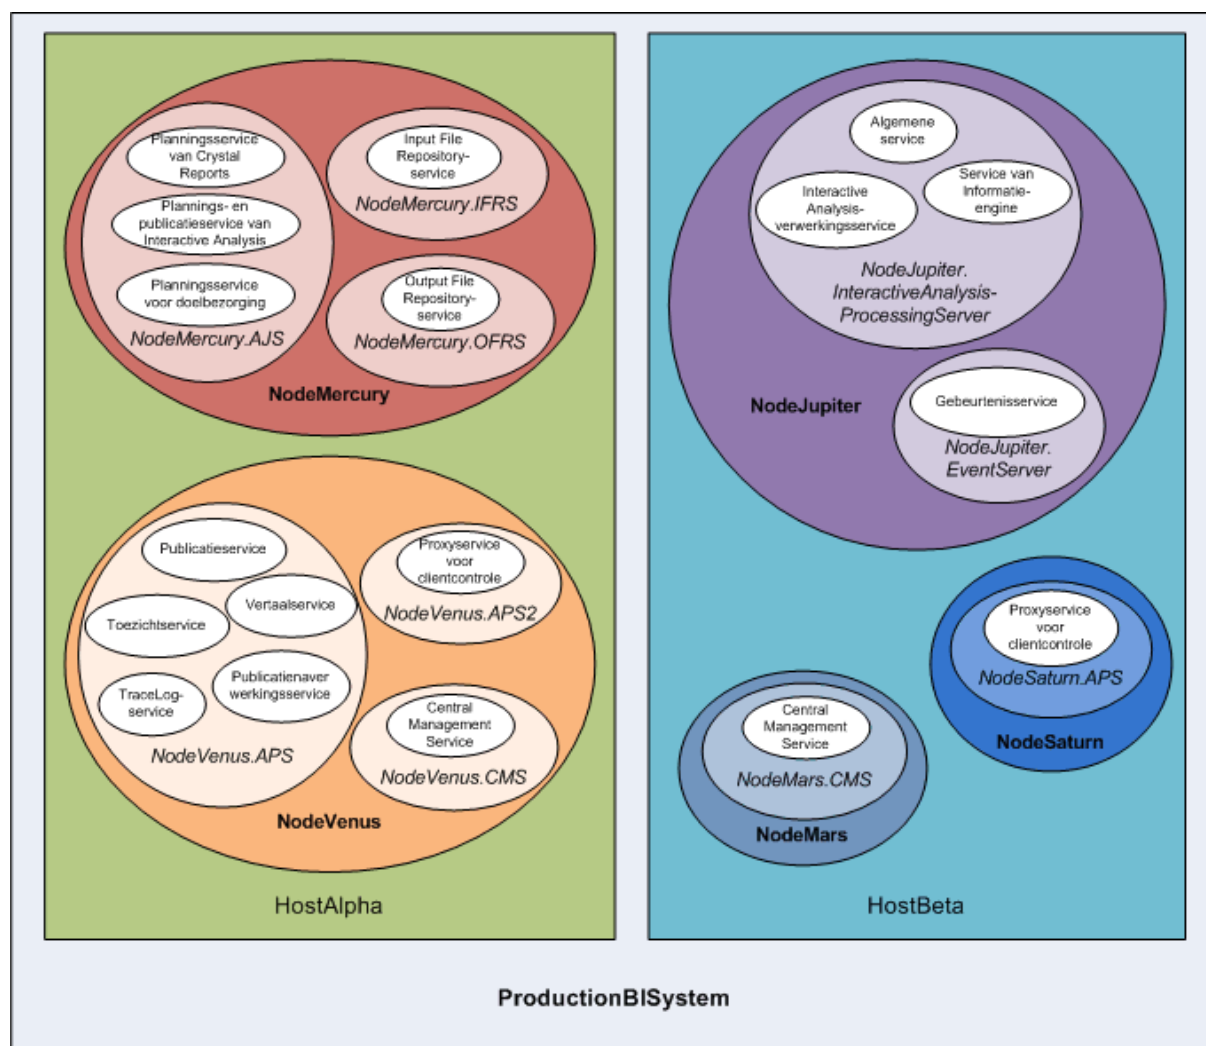 Planningsservice
van Crystal
Reports
Plannings- en
publicatieservice van
Interactive Analysis
Planningsservice
voor doelbezorging
NodeMercury.AJS
Input File
Repository-
service
NodeMercury.IFRS
Output File
Repository-
service
NodeMercury.OFRS
NodeMercury
Publicatieservice
Vertaalservice
Toezichtservice
Publicatienaver
werkingsservice
TraceLog-
service
NodeVenus.APS
Proxyservice
voor
clientcontrole
NodeVenus.APS2
Central
Management
Service
NodeVenus.CMS
NodeVenus
HostAlpha
Algemene
service
Interactive
Analysis-
verwerkingsservice
Service van
Informatie-
engine
NodeJupiter.
InteractiveAnalysis-
ProcessingServer
NodeJupiter
Gebeurtenisservice
NodeJupiter.
EventServer
Proxyservice
voor
clientcontrole
NodeSaturn.APS
NodeSaturn
Central
Management
Service
NodeMars.CMS
NodeMars
HostBeta
ProductionBISystem